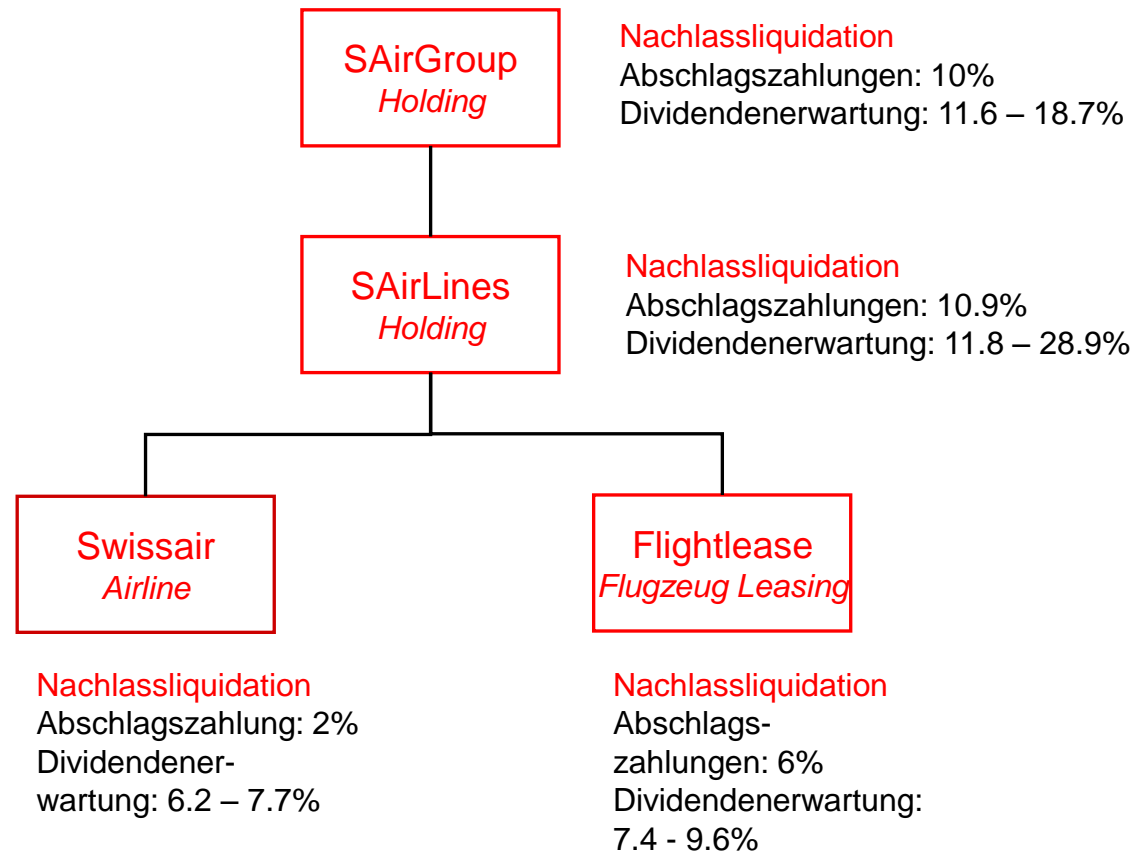 SAirGroup
Holding
Nachlassliquidation
Abschlagszahlungen: 10%
Dividendenerwartung: 11.6 – 18.7%
SAirLines
Holding
Nachlassliquidation
Abschlagszahlungen: 10.9%
Dividendenerwartung: 11.8 – 28.9%
Swissair
Airline
Nachlassliquidation
Abschlagszahlung: 2%
Dividendener-
wartung: 6.2 – 7.7%
Flightlease
Flugzeug Leasing
Nachlassliquidation
Abschlags-
zahlungen: 6%
Dividendenerwartung:
7.4 - 9.6%